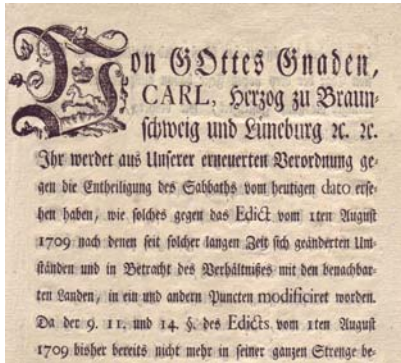 Von GOttes Gnaden,
CARL, Herzog zu Braun-
schweig und Lüneburg ꝛc. ꝛc.
Ihr werdet aus Unserer erneuerten Verordnung ge-
gen die Entheiligung des Sabbaths vom heutigen dato erse-
hen haben, wie solches gegen das Edict vom 1ten August
1709 nach denen seit solcher langen Zeit sich geänderten Um-
ständen und in Betracht des Verhältnißes mit den benachbar-
ten Landen, in ein und andern Puncten modificiret worden.
Da der 9. 11. und 14. §. des Edicts vom 1ten August
1709 bisher bereits nicht mehr in seiner ganzen Strenge be-